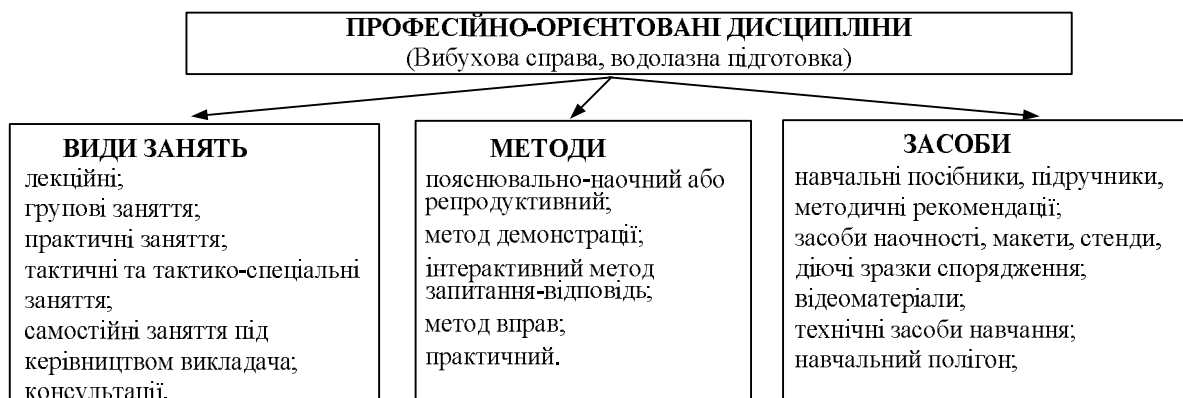 ПРОФЕСІЙНО-ОРІЄНТОВАНІ ДИСЦИПЛІНИ
(Вибухова справа, водолазна підготовка)
ВИДИ ЗАНЯТЬ
лекційні;
групові заняття;
практичні заняття;
тактичні та тактико-спеціальні
заняття;
самостійні заняття під
керівництвом викладача;
консультації.
МЕТОДИ
пояснювально-наочний або
репродуктивний;
метод демонстрації;
інтерактивний метод
запитання-відповідь;
метод вправ;
практичний.
ЗАСОБИ
навчальні посібники, підручники,
методичні рекомендації;
засоби наочності, макети, стенди,
діючі зразки спорядження;
відеоматеріали;
технічні засоби навчання;
навчальний полігон;